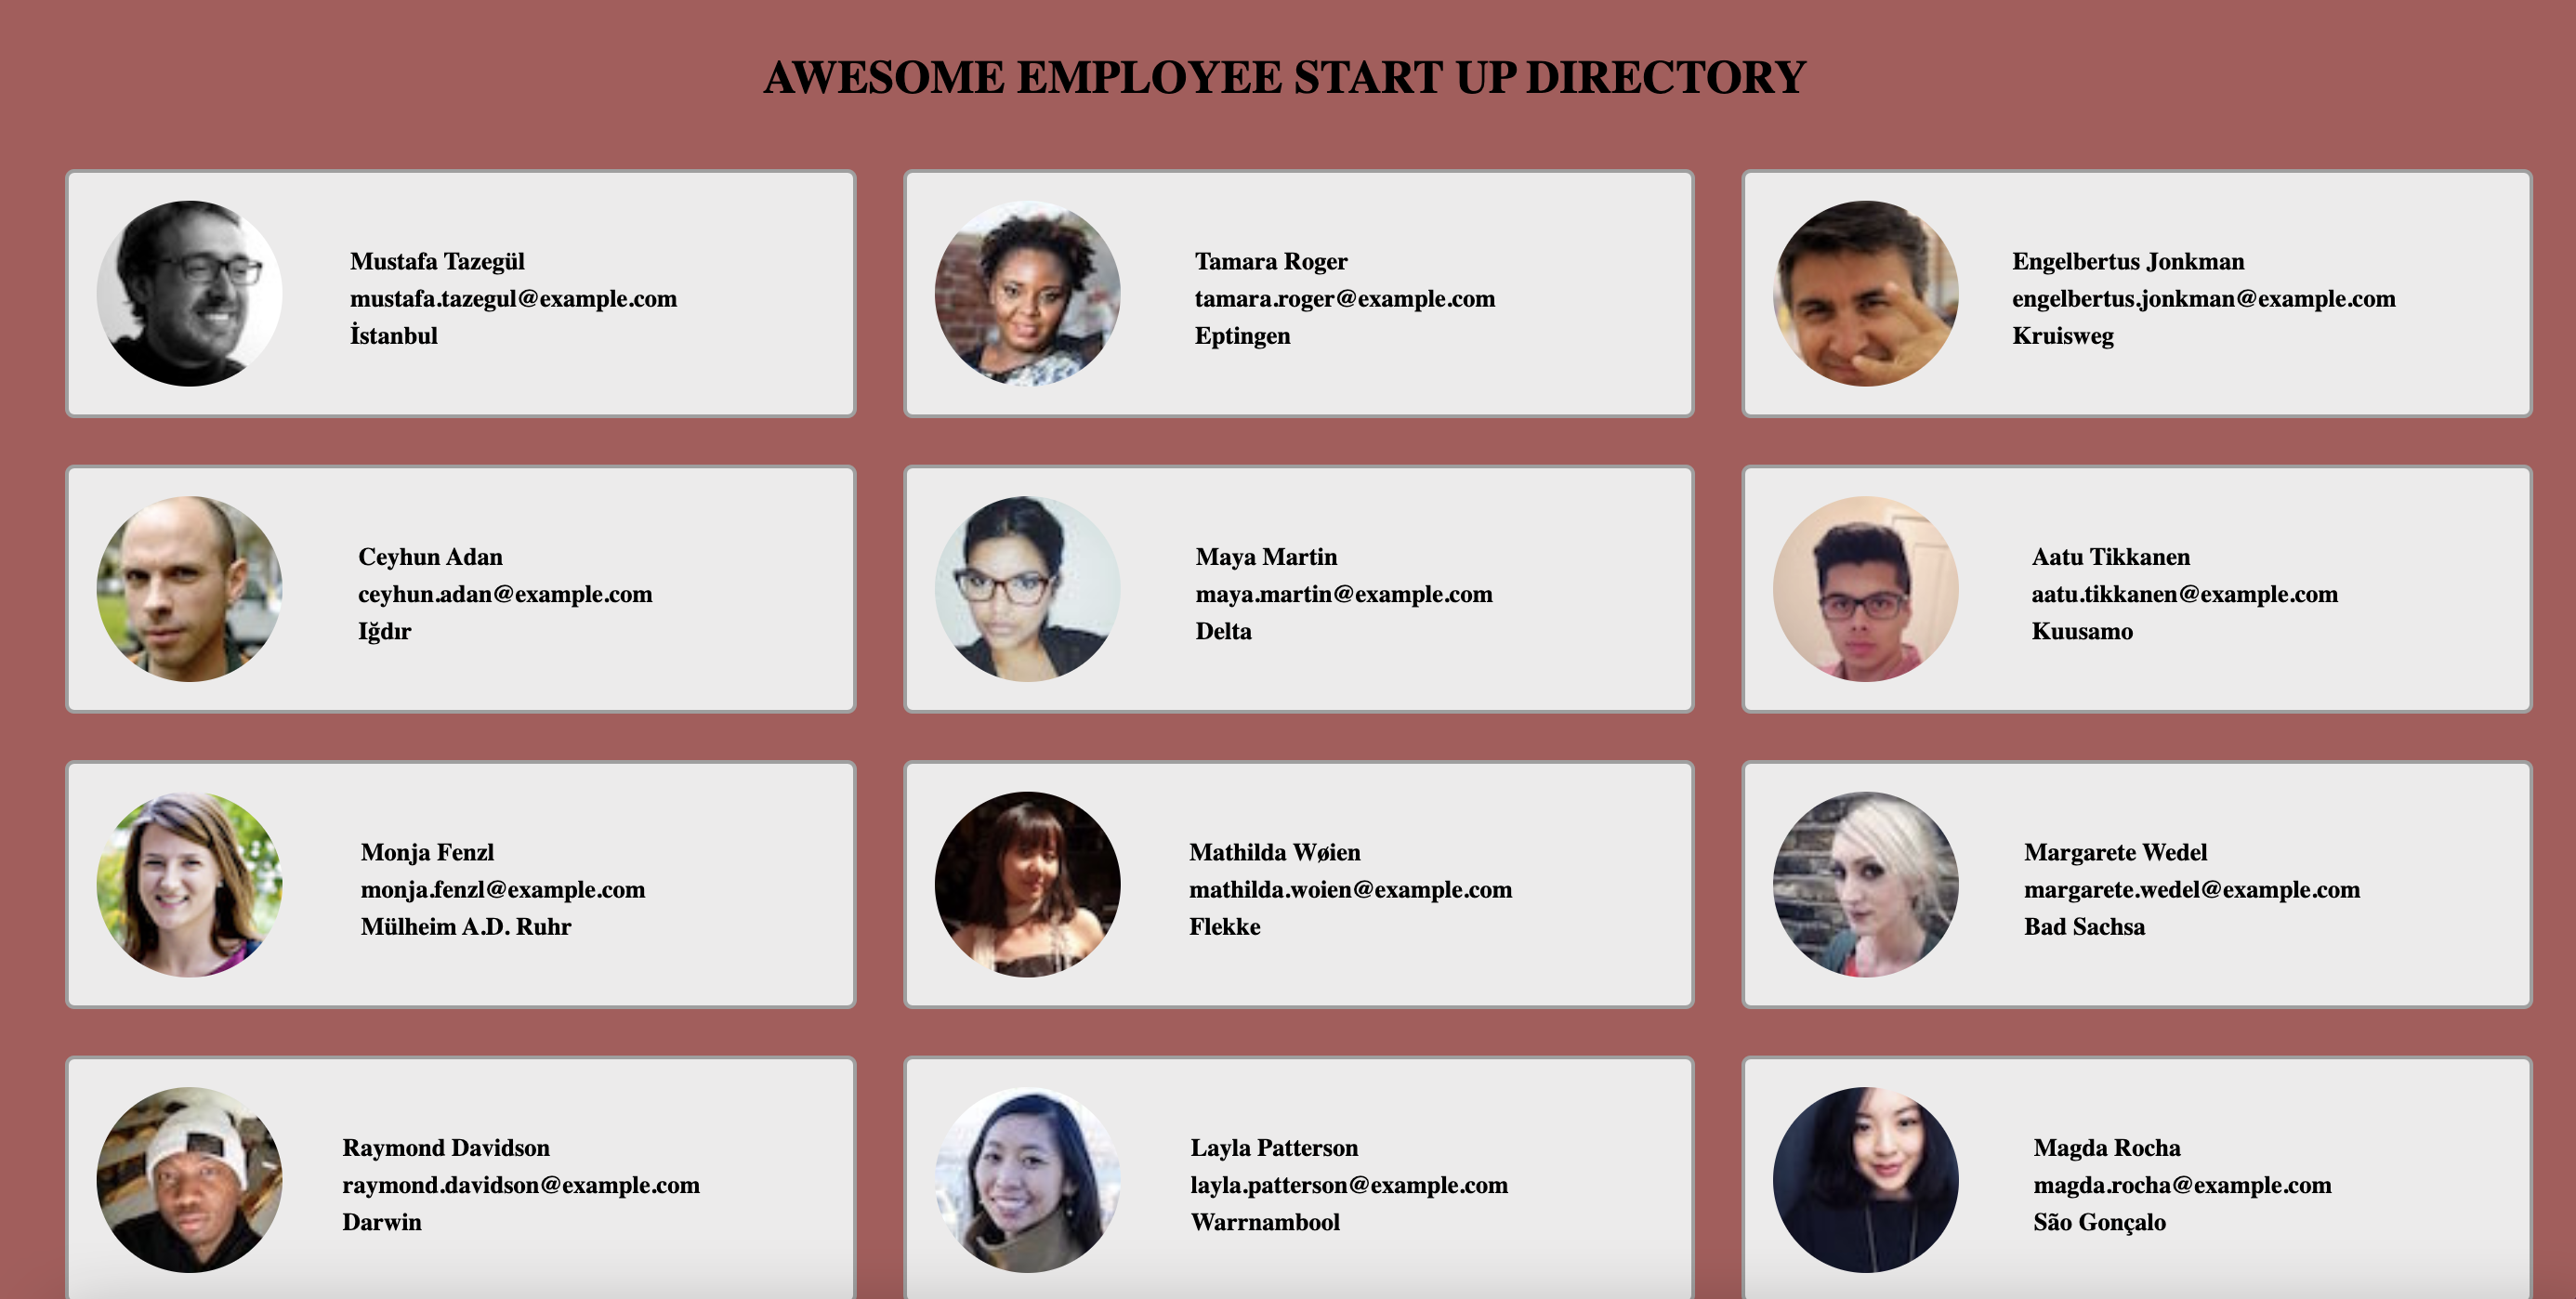 AWESOME EMPLOYEE START UP DIRECTORY
Mustafa Tazegül
mustafa.tazegul@example.com
İstanbul
Tamara Roger
tamara.roger@example.com
Eptingen
Engelbertus Jonkman
engelbertus.jonkman@example.com
Kruisweg
Ceyhun Adan
ceyhun.adan@example.com
Iğdır
Maya Martin
maya.martin@example.com
Delta
Aatu Tikkanen
aatu.tikkanen@example.com
Kuusamo
Monja Fenzl
monja.fenzl@example.com
Mülheim A.D. Ruhr
Mathilda Wøien
mathilda.woien@example.com
Flekke
Margarete Wedel
margarete.wedel@example.com
Bad Sachsa
Raymond Davidson
raymond.davidson@example.com
Darwin
Layla Patterson
layla.patterson@example.com
Warrnambool
Magda Rocha
magda.rocha@example.com
São Gonçalo